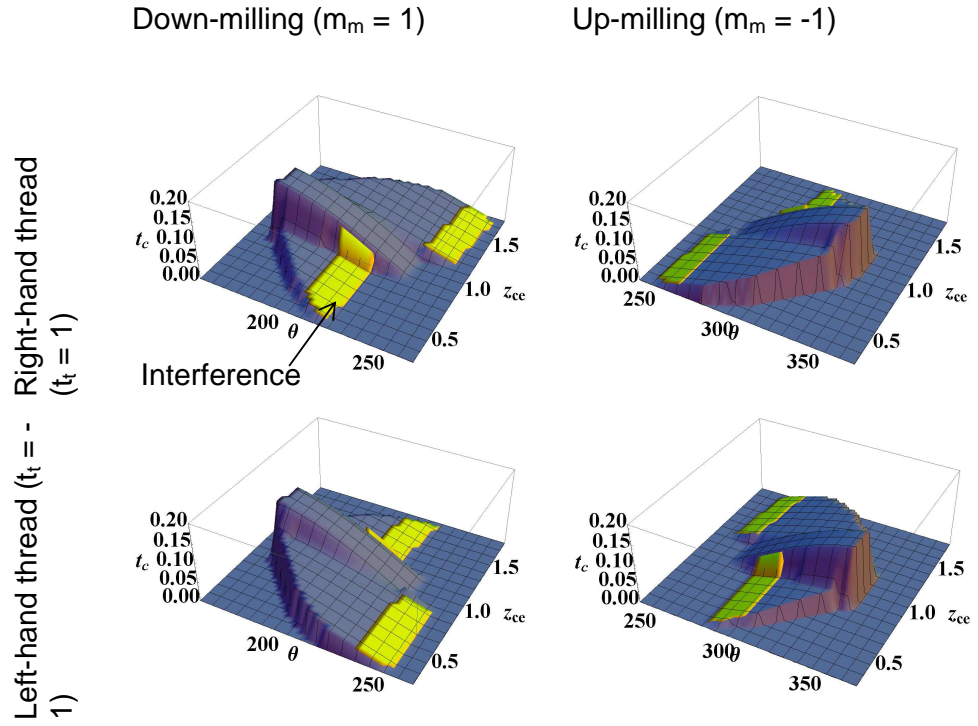 Down-milling (mm = 1)
Up-milling (mm = -1)
Right-hand thread
(tt = 1)
0.20
0.15
tc 0.10
0.05
0.00
200
θ
250
0.5
1.0 zce
1.5
0.20
0.15
tc 0.10
0.05
0.00
250
300
θ
350
0.5
1.0 zce
1.5
Interference
Left-hand thread (tt = -
1)
0.20
0.15
tc 0.10
0.05
0.00
200
θ
250
0.5
1.0 zce
1.5
0.20
0.15
tc 0.10
0.05
0.00
250
300
θ
350
0.5
1.0 zce
1.5